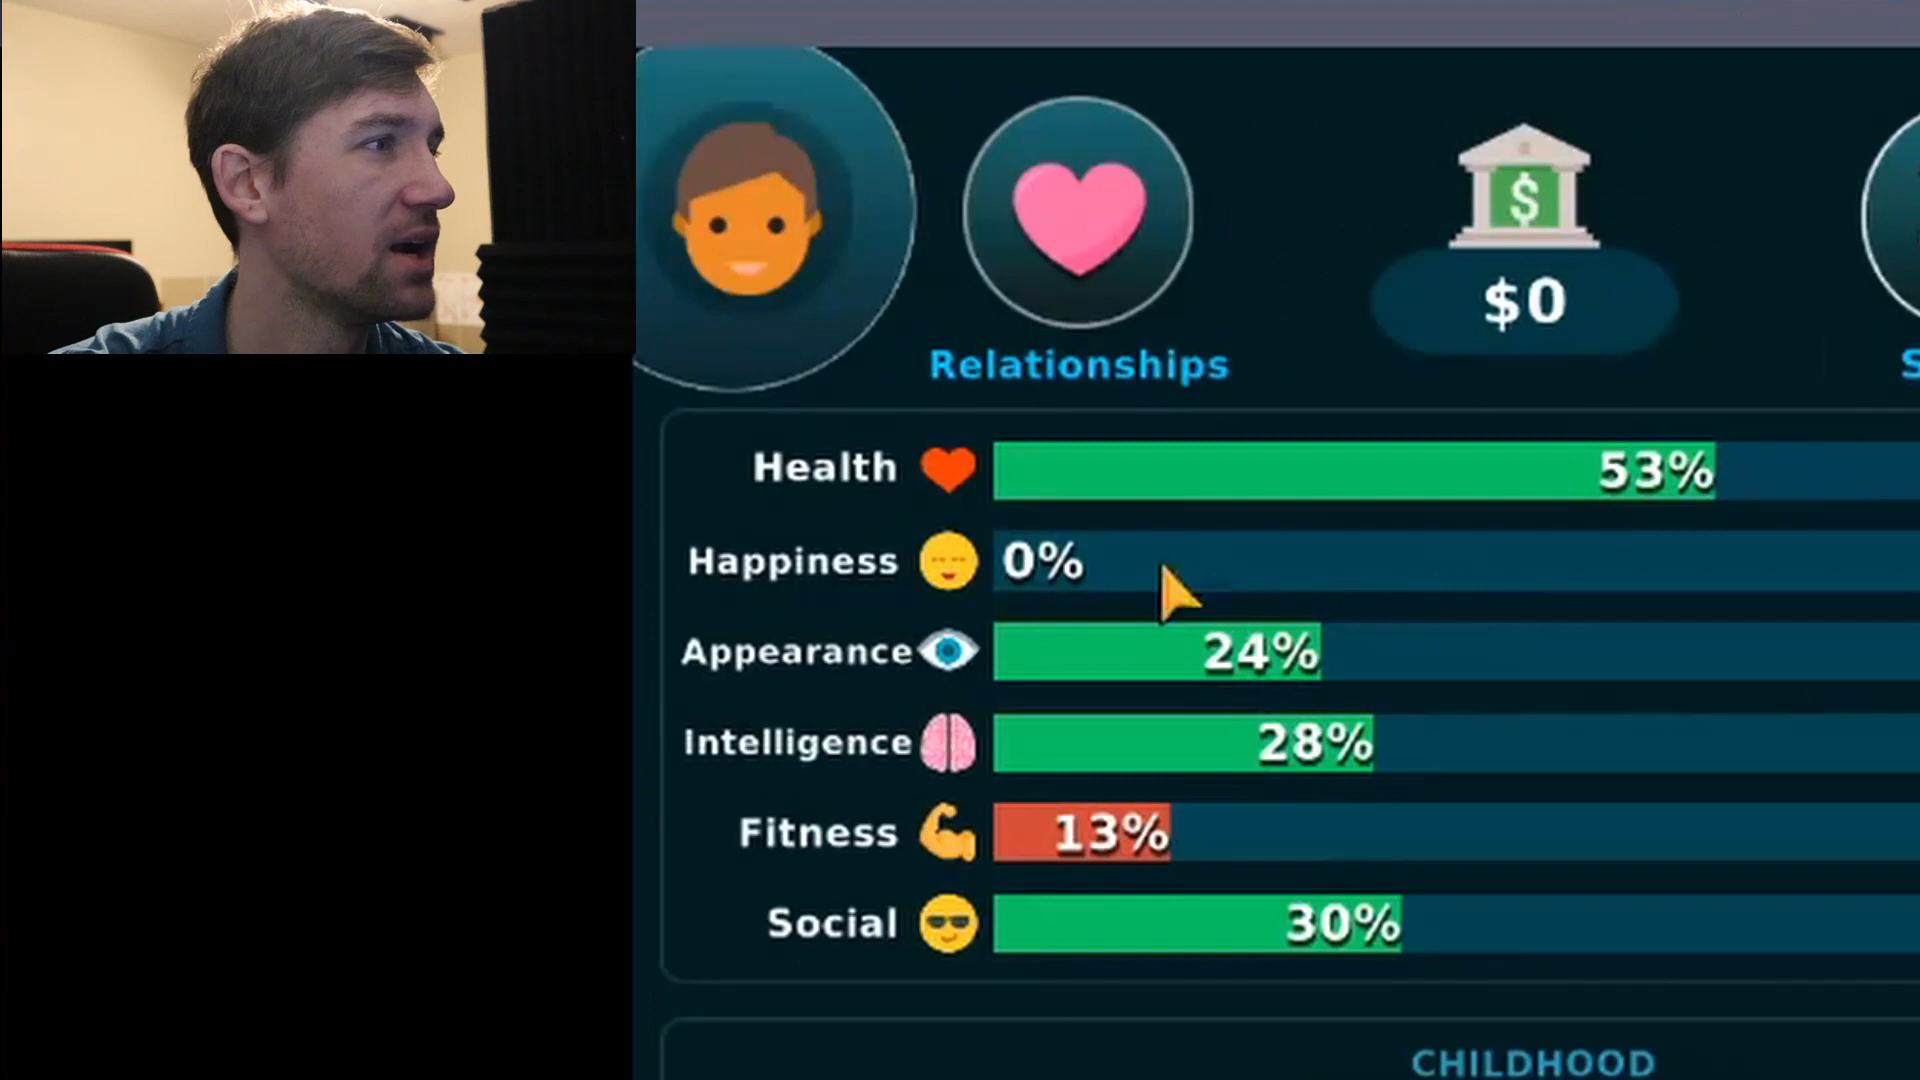 $0
Relationships
Health 53%
Happiness 0%
Appearance 24%
Intelligence 28%
Fitness 13%
Social 30%
CHILDHOOD